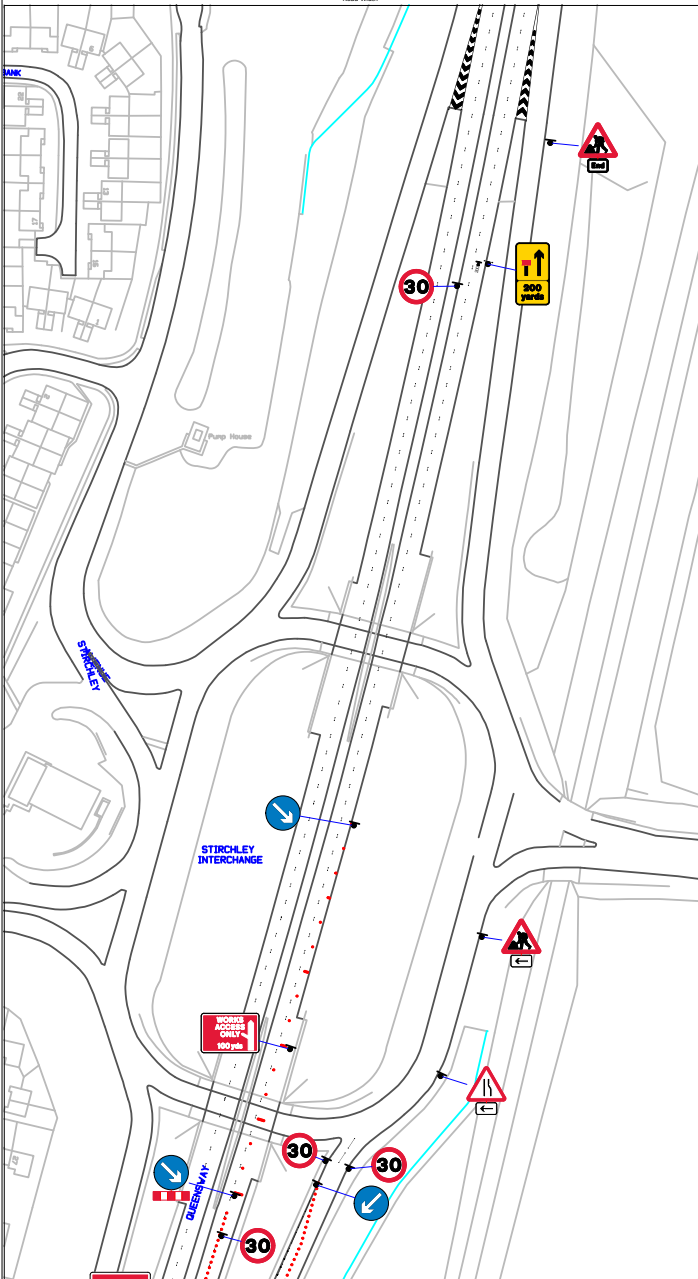 BANK
End
30
200
yards
Pump House
STIRCHLEY
STIRCHLEY
INTERCHANGE
WORKS
ACCESS
ONLY
100 yds
30
30
QUEENSWAY
30